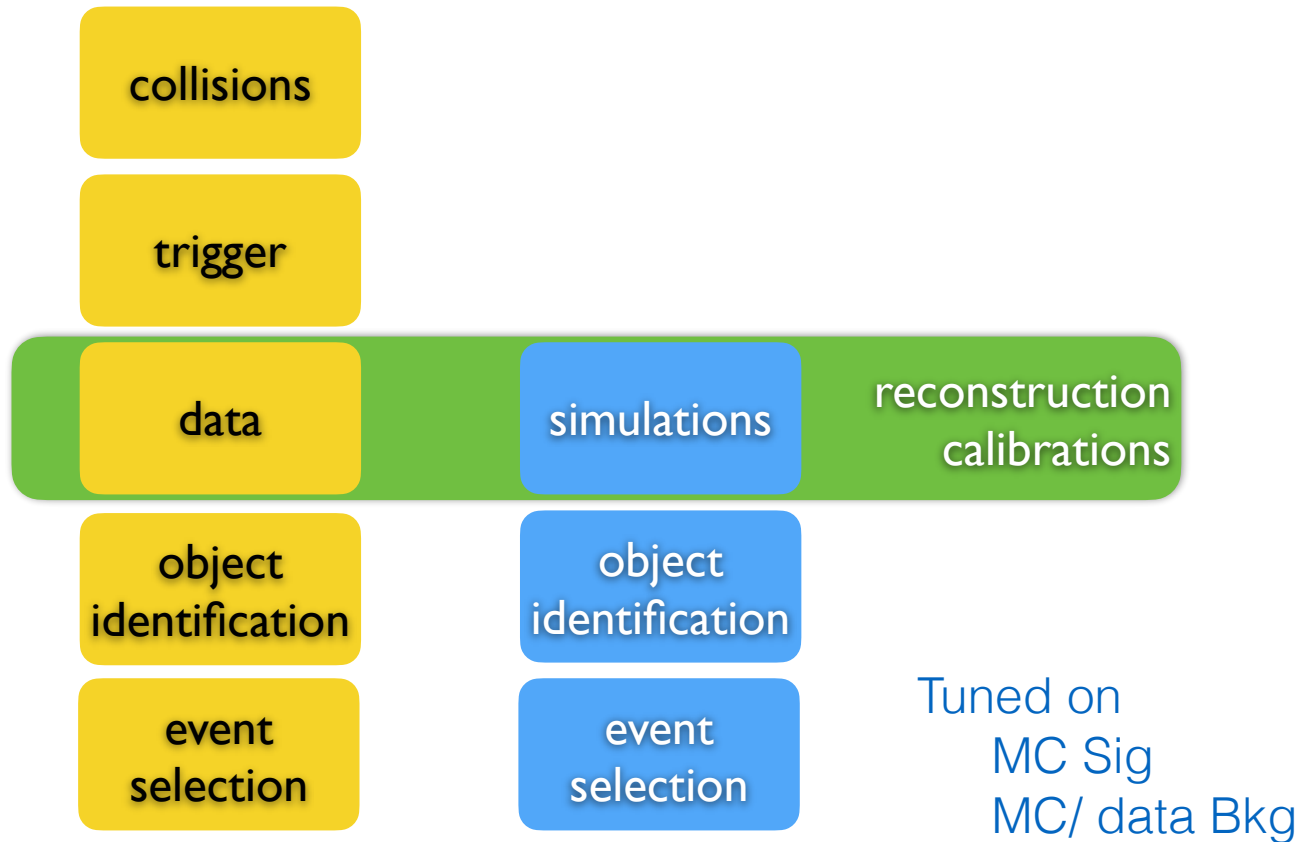 collisions
trigger
data
simulations
reconstruction
calibrations
object
identification
object
identification
event
selection
event
selection
Tuned on
MC Sig
MC/ data Bkg